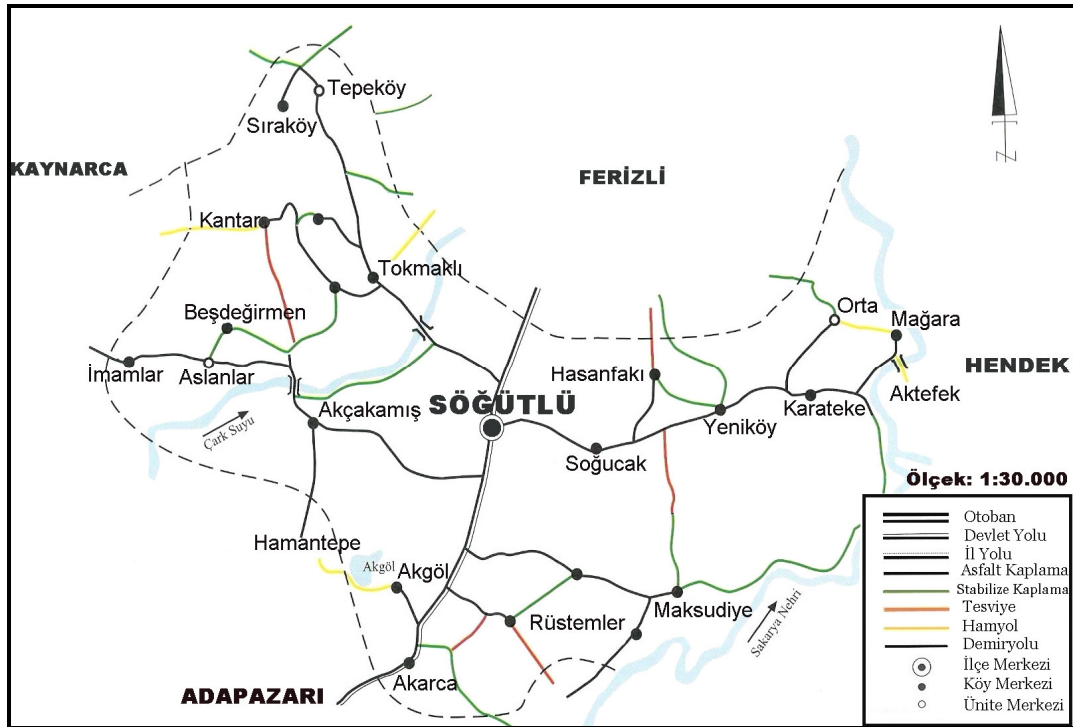 Tepeköy
Sıraköy
KAYNARCA
FERİZLİ
Kantar
Tokmaklı
Beşdeğirmen
Orta
Mağara
İmamlar
Aslanlar
Hasanfakı
HENDEK
Aktefek
SÖĞÜTLÜ
Akçakamış
Karateke
Yeniköy
Çark Suyu
Soğucak
Ölçek: 1:30.000
Hamantepe
Akgöl
Akgöl
Maksudiye
Rüstemler
Sakarya Nehri
Akarca
ADAPAZARI
Otoban
Devlet Yolu
İl Yolu
Asfalt Kaplama
Stabilize Kaplama
Tesviye
Hamyol
Demiryolu
İlçe Merkezi
Köy Merkezi
Ünite Merkezi